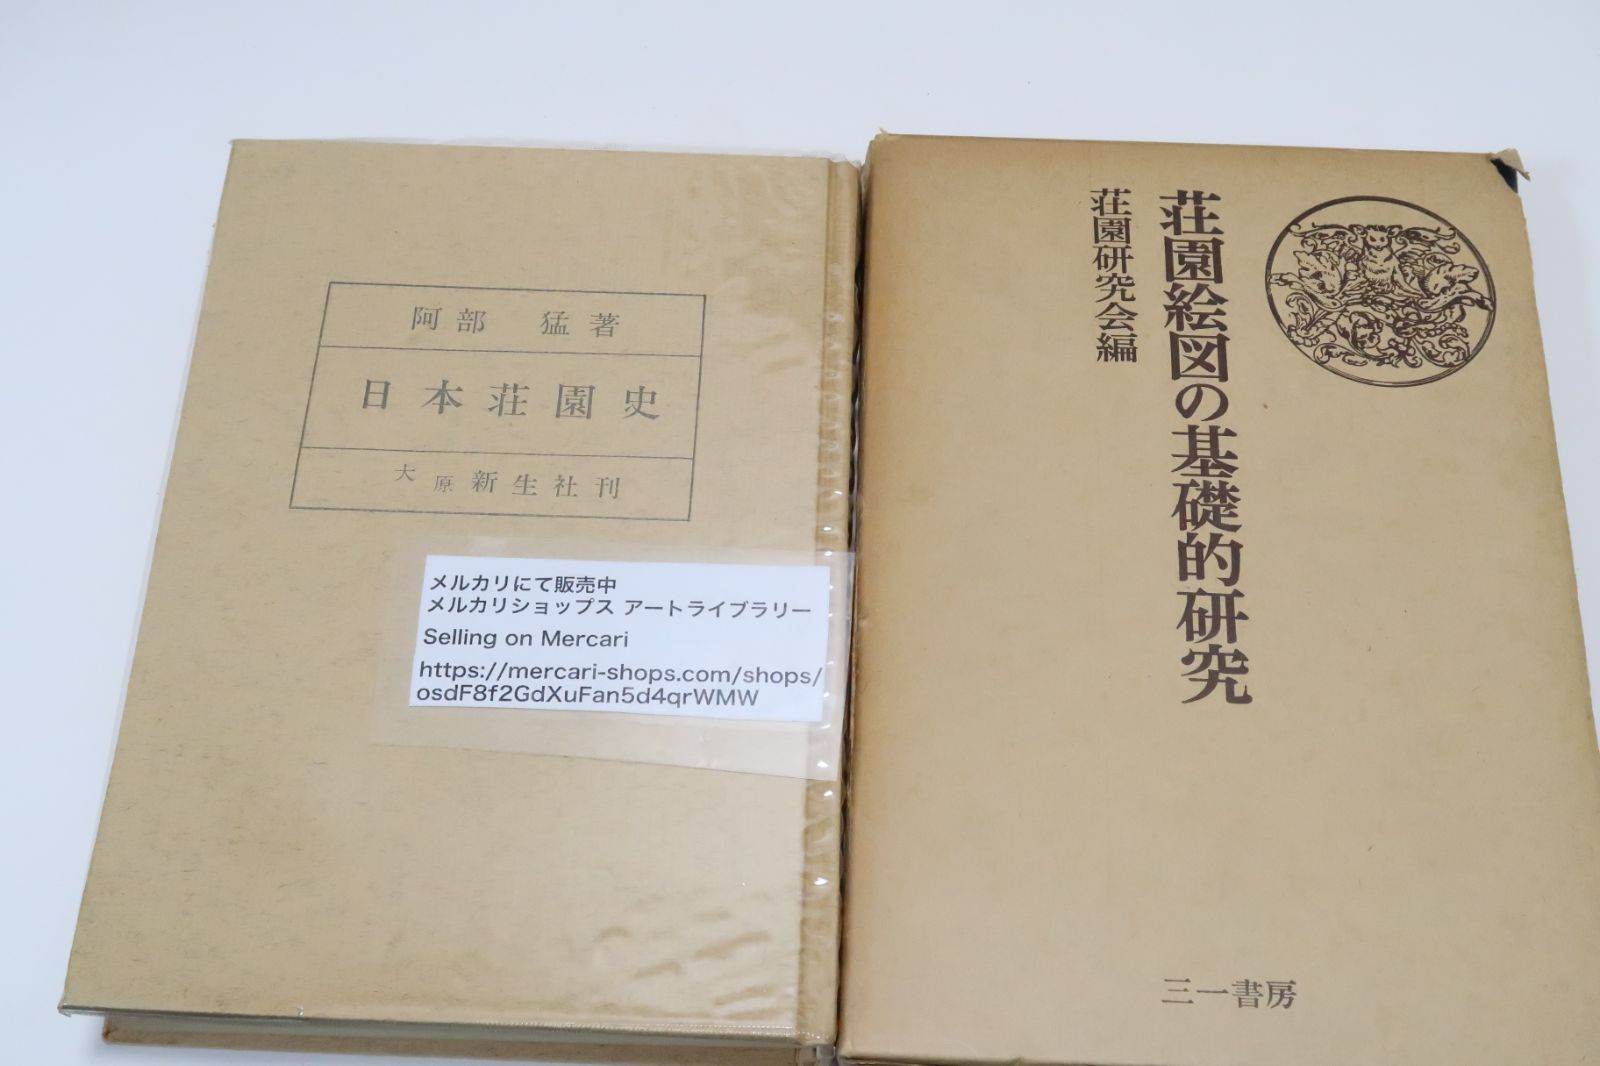 阿部 猛著
日本荘園史
大原新生社刊
メルカリにて販売中
メルカリショップス アートライブラリー
Selling on Mercari
https://mercari-shops.com/shops/
osdF8f2GdXuFan5d4qrWMW
荘園絵図の基礎的研究
荘園研究会編
三一書房